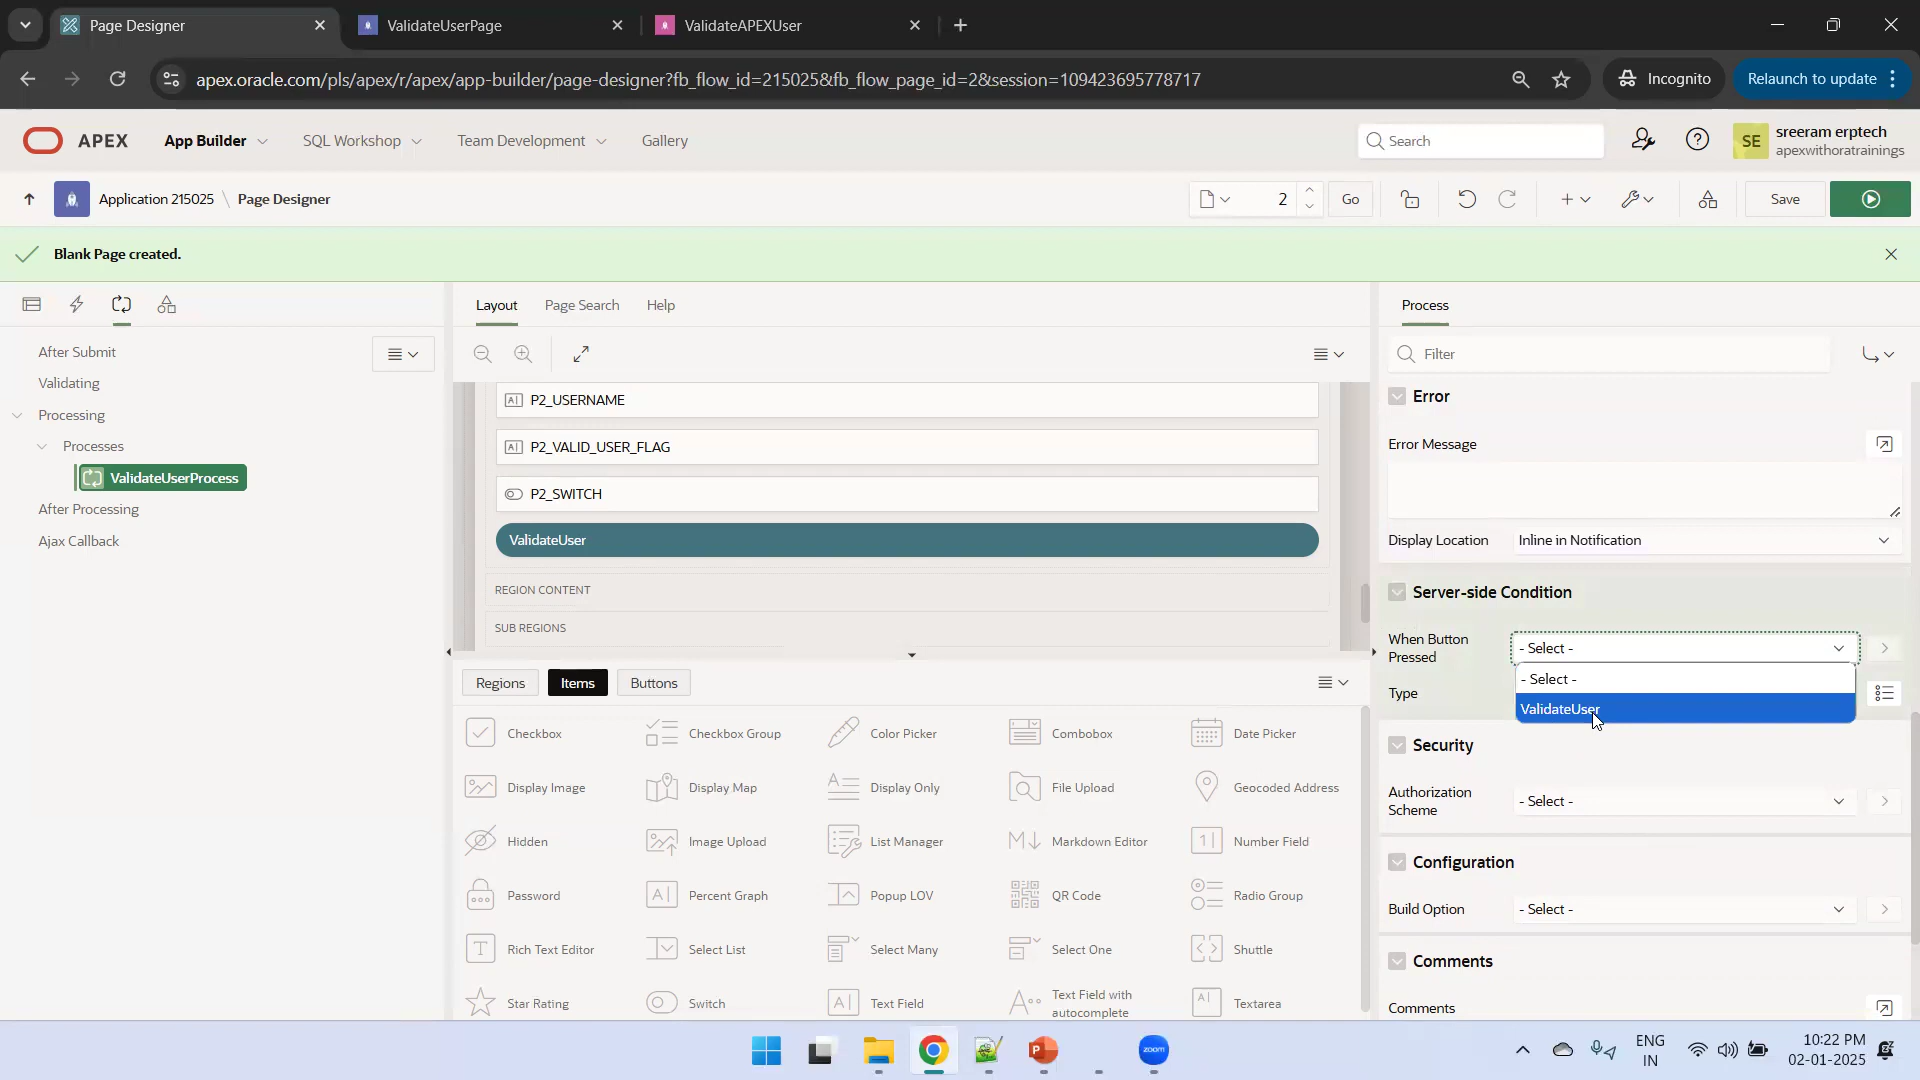 Page Designer
ValidateUserPage
ValidateAPEXUser
apex.oracle.com/pls/apex/r/apex/app-builder/page-designer?fb_flow_id=215025&fb_flow_page_id=2&session=109423695778717
Incognito
Relaunch to update
APEX
App Builder
SQL Workshop
Team Development
Gallery
Search
SE
sreeram erptech
apexwithoratrainings
Application 215025 \ Page Designer
2
Go
Save
Blank Page created.
Layout
Page Search
Help
Process
After Submit
Validating
Processing
Processes
ValidateUserProcess
After Processing
Ajax Callback
P2_USERNAME
P2_VALID_USER_FLAG
P2_SWITCH
ValidateUser
REGION CONTENT
SUB REGIONS
Regions
Items
Buttons
Checkbox
Checkbox Group
Color Picker
Combobox
Date Picker
Display Image
Display Map
Display Only
File Upload
Geocoded Address
Hidden
Image Upload
List Manager
Markdown Editor
Number Field
Password
Percent Graph
Popup LOV
QR Code
Radio Group
Rich Text Editor
Select List
Select Many
Select One
Shuttle
Star Rating
Switch
Text Field
Text Field with
autocomplete
Textarea
Filter
Error
Error Message
Display Location
Inline in Notification
Server-side Condition
When Button
Pressed
- Select -
- Select -
ValidateUser
Type
Security
Authorization
Scheme
- Select -
Configuration
Build Option
- Select -
Comments
Comments
zoom
ENG
IN
10:22 PM
02-01-2025